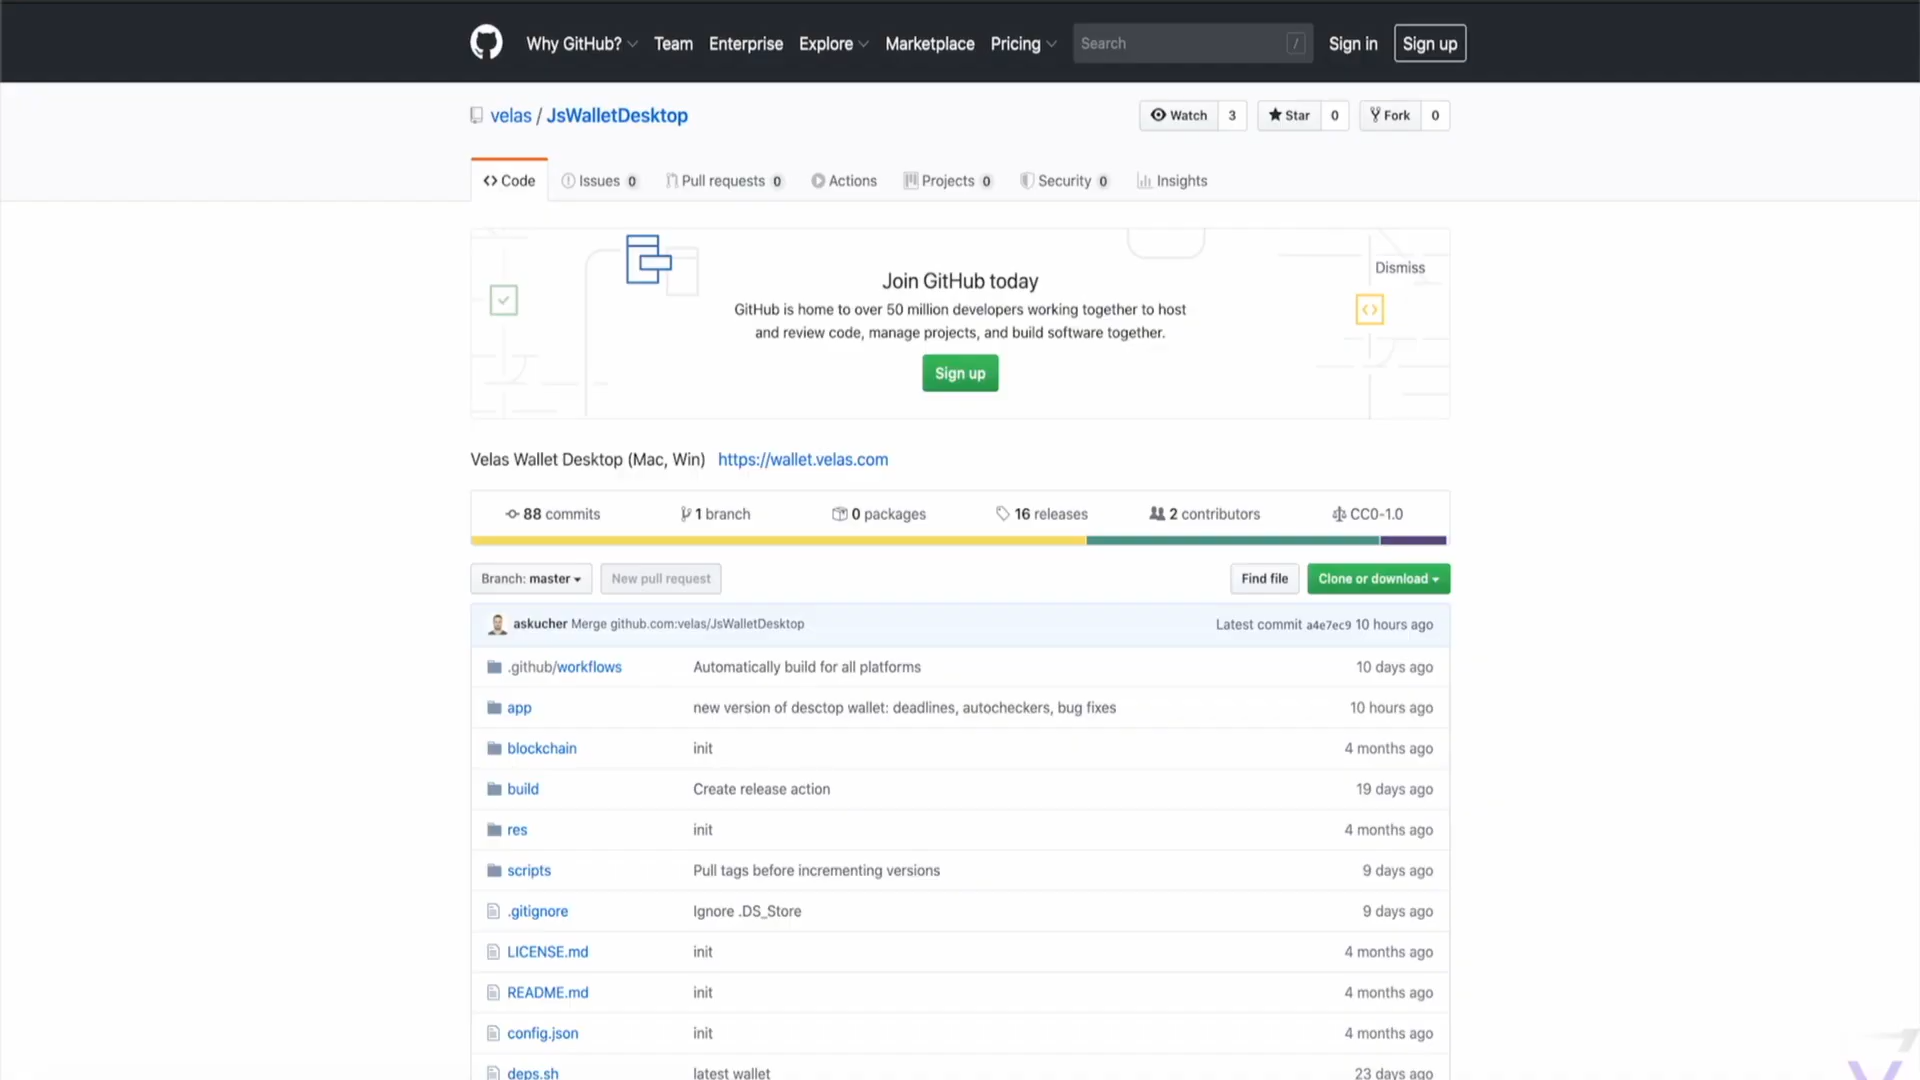 Why GitHub? Team Enterprise Explore Marketplace Pricing Search / Sign in Sign up
velas / JsWalletDesktop Watch 3 Star 0 Fork 0
Code Issues 0 Pull requests 0 Actions Projects 0 Security 0 Insights
Dismiss
Join GitHub today
GitHub is home to over 50 million developers working together to host
and review code, manage projects, and build software together.
Sign up
Velas Wallet Desktop (Mac, Win) https://wallet.velas.com
88 commits 1 branch 0 packages 16 releases 2 contributors CC0-1.0
Branch: master New pull request Find file Clone or download
askucher Merge github.com:velas/JsWalletDesktop Latest commit a4e7ec9 10 hours ago
.github/workflows Automatically build for all platforms 10 days ago
app new version of desctop wallet: deadlines, autocheckers, bug fixes 10 hours ago
blockchain init 4 months ago
build Create release action 19 days ago
res init 4 months ago
scripts Pull tags before incrementing versions 9 days ago
.gitignore Ignore .DS_Store 9 days ago
LICENSE.md init 4 months ago
README.md init 4 months ago
config.json init 4 months ago
deps.sh latest wallet 23 days ago